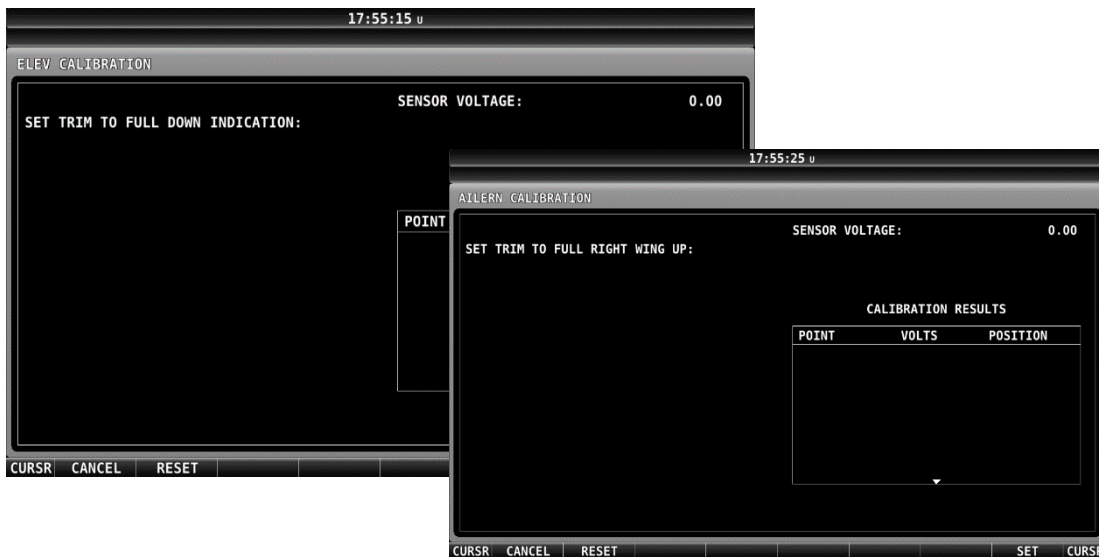 17:55:15 U
ELEV CALIBRATION
SENSOR VOLTAGE: 0.00
SET TRIM TO FULL DOWN INDICATION:
POINT
CURSR CANCEL RESET
17:55:25 U
AILERN CALIBRATION
SENSOR VOLTAGE: 0.00
SET TRIM TO FULL RIGHT WING UP:
CALIBRATION RESULTS
POINT VOLTS POSITION
CURSR CANCEL RESET SET CURSR